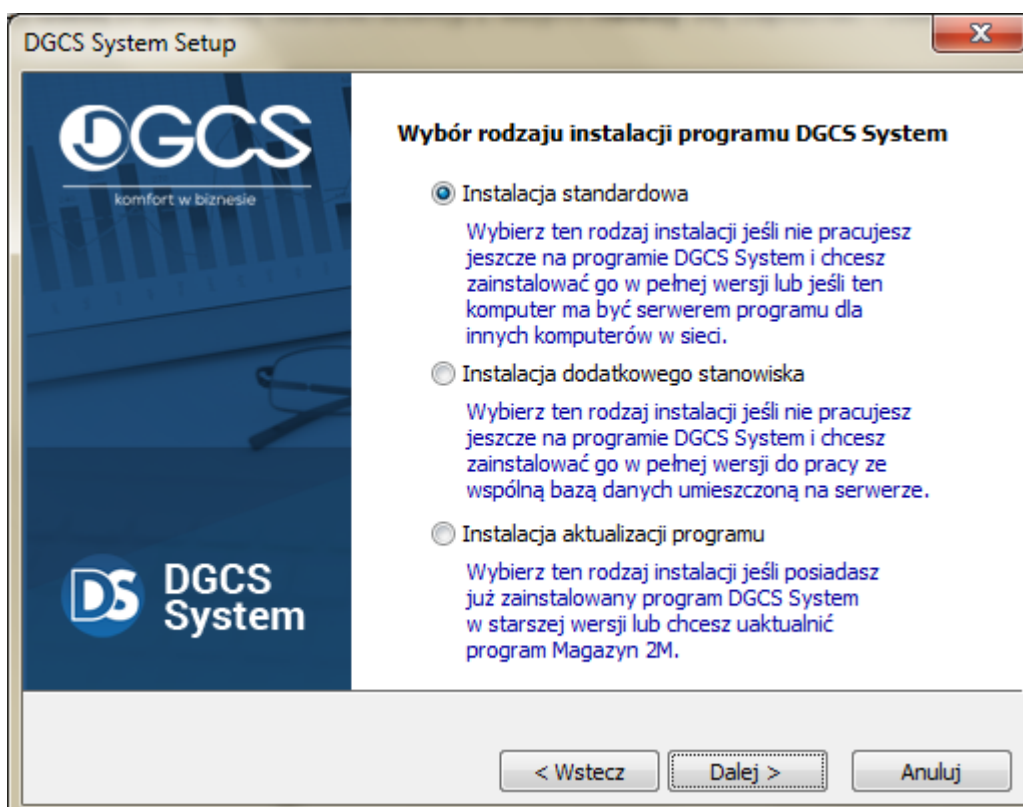 DGCS System Setup
DGCS
komfort w biznesie
Wybór rodzaju instalacji programu DGCS System
Instalacja standardowa
Wybierz ten rodzaj instalacji jeśli nie pracujesz
jeszcze na programie DGCS System i chcesz
zainstalować go w pełnej wersji lub jeśli ten
komputer ma być serwerem programu dla
innych komputerów w sieci.
Instalacja dodatkowego stanowiska
Wybierz ten rodzaj instalacji jeśli nie pracujesz
jeszcze na programie DGCS System i chcesz
zainstalować go w pełnej wersji do pracy ze
wspólną bazą danych umieszczoną na serwerze.
Instalacja aktualizacji programu
Wybierz ten rodzaj instalacji jeśli posiadasz
już zainstalowany program DGCS System
w starszej wersji lub chcesz uaktualnić
program Magazyn 2M.
DS DGCS
System
< Wstecz Dalej > Anuluj